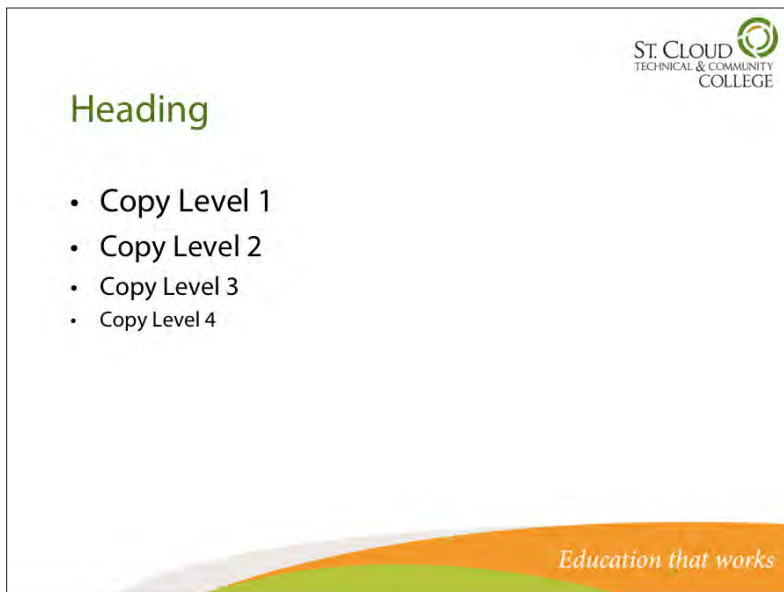 ST. CLOUD
TECHNICAL & COMMUNITY
COLLEGE
Heading
• Copy Level 1
• Copy Level 2
• Copy Level 3
• Copy Level 4
Education that works